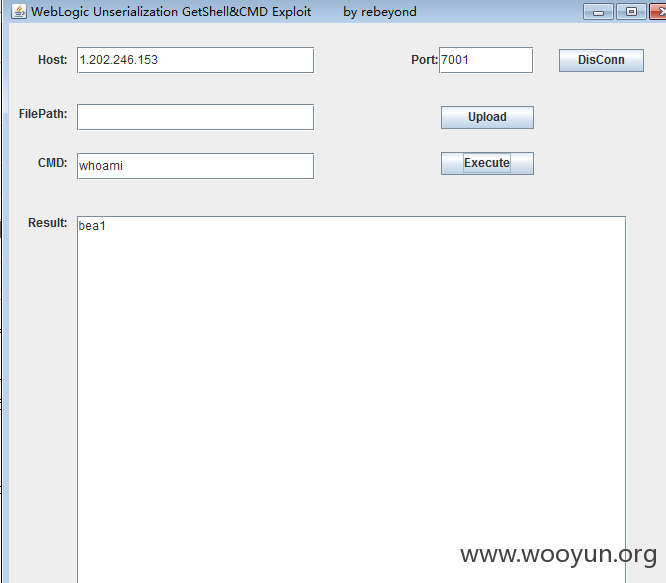 WebLogic Unserialization GetShell&CMD Exploit by rebeyond
Host: 1.202.246.153 Port: 7001 DisConn
FilePath: Upload
CMD: whoami Execute
Result: bea1
www.wooyun.org